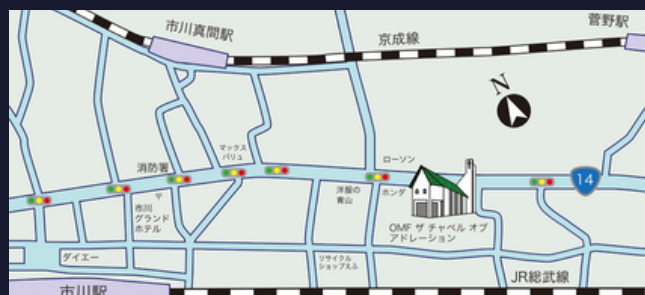 市川真間駅
京成線
菅野駅
N
マックス
バリュ
消防署
ローソン
14
〒
市川
グランド
ホテル
洋服の
青山
ホンダ
OMF ザ チャペル オブ
アドレーション
ダイエー
リサイクル
ショップえふ
JR総武線
市川駅